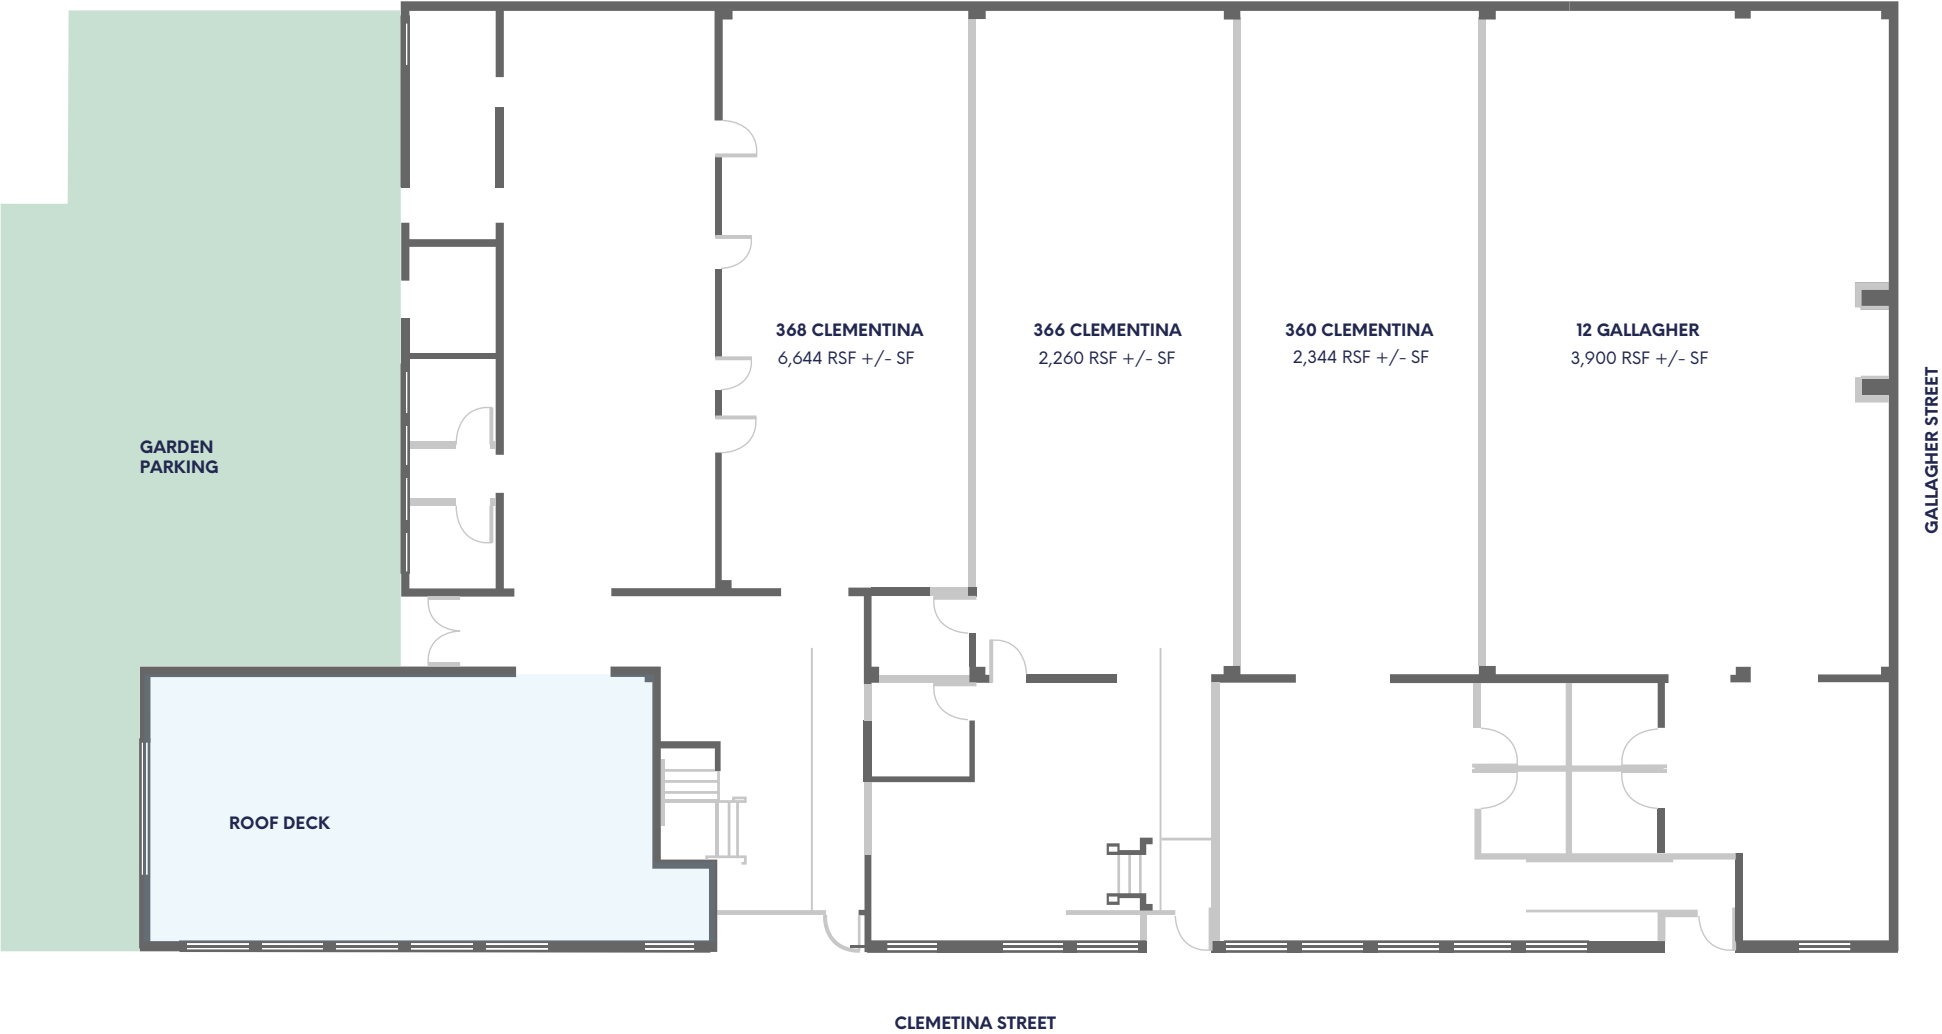 368 CLEMENTINA
6,644 RSF +/- SF
366 CLEMENTINA
2,260 RSF +/- SF
360 CLEMENTINA
2,344 RSF +/- SF
12 GALLAGHER
3,900 RSF +/- SF
GALLAGHER STREET
GARDEN
PARKING
ROOF DECK
CLEMETINA STREET